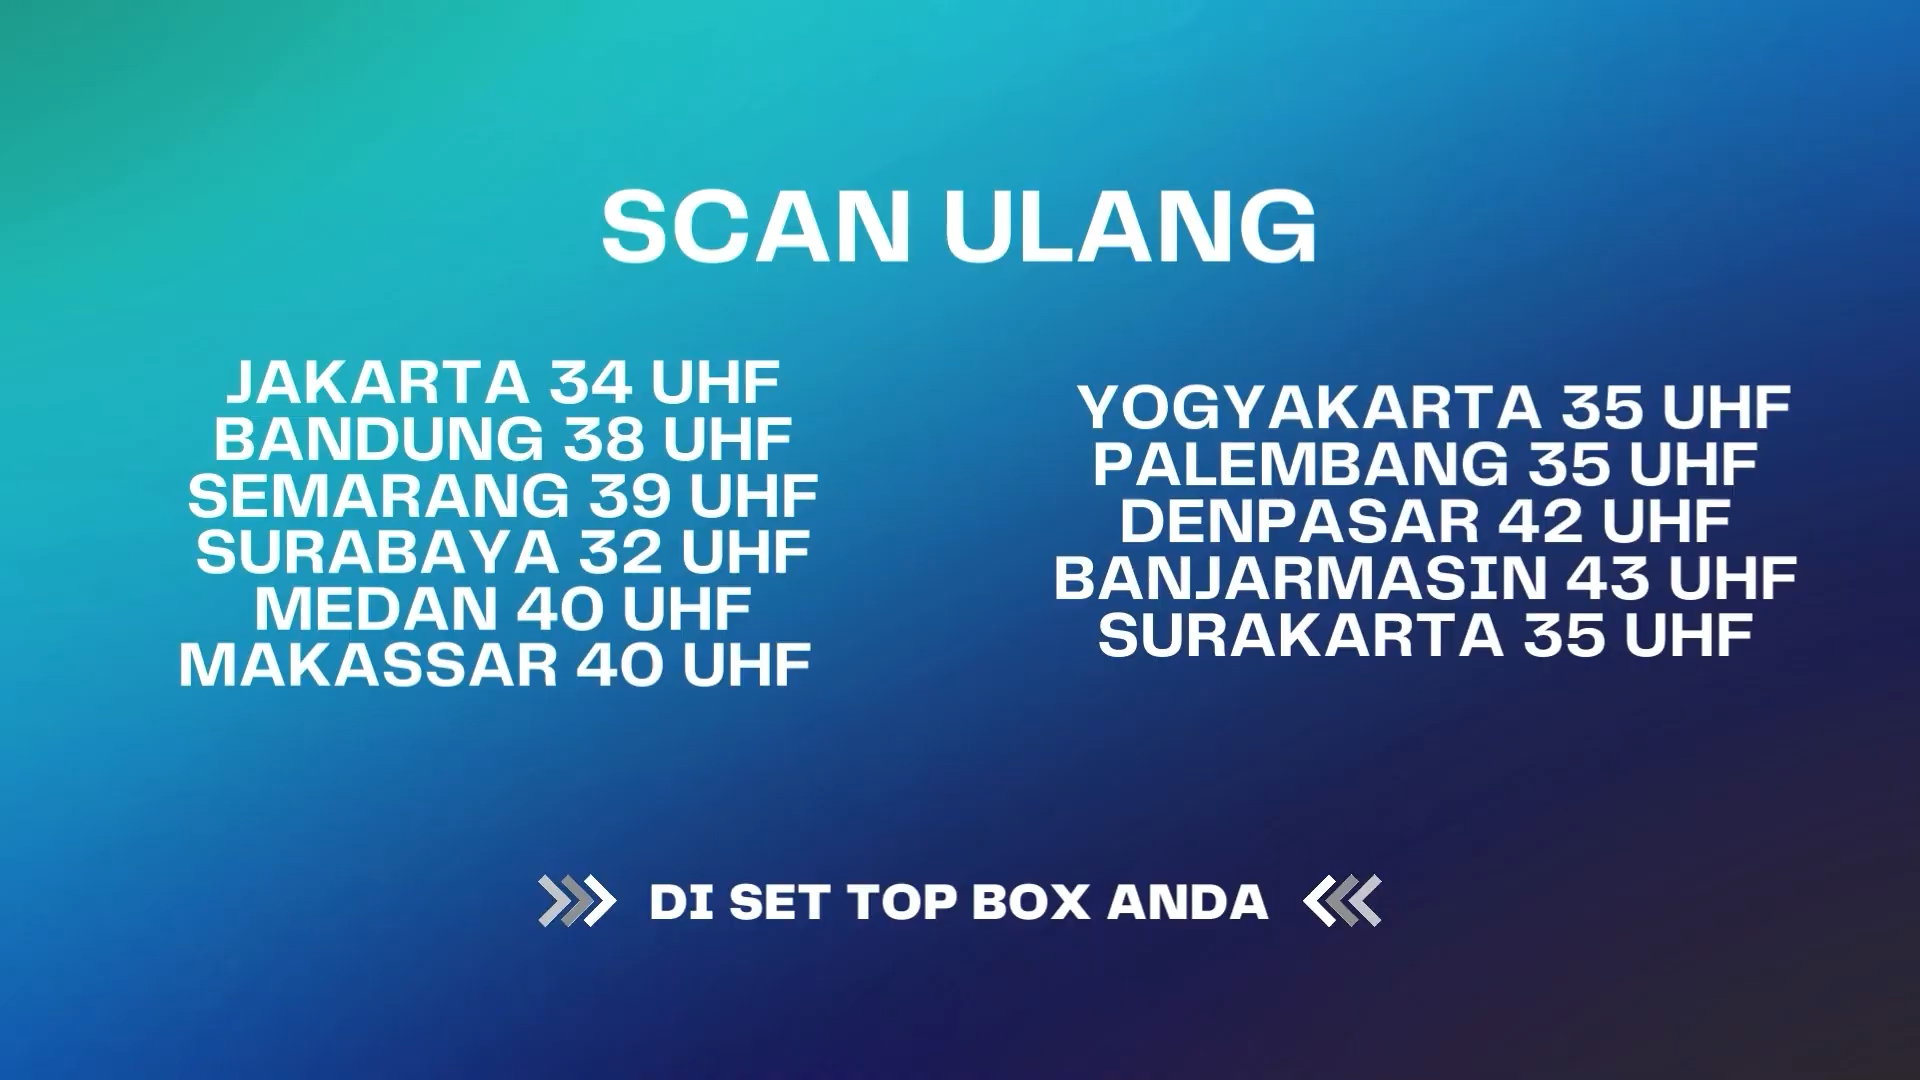 SCAN ULANG
JAKARTA 34 UHF
BANDUNG 38 UHF
SEMARANG 39 UHF
SURABAYA 32 UHF
MEDAN 40 UHF
MAKASSAR 40 UHF
YOGYAKARTA 35 UHF
PALEMBANG 35 UHF
DENPASAR 42 UHF
BANJARMASIN 43 UHF
SURAKARTA 35 UHF
DI SET TOP BOX ANDA